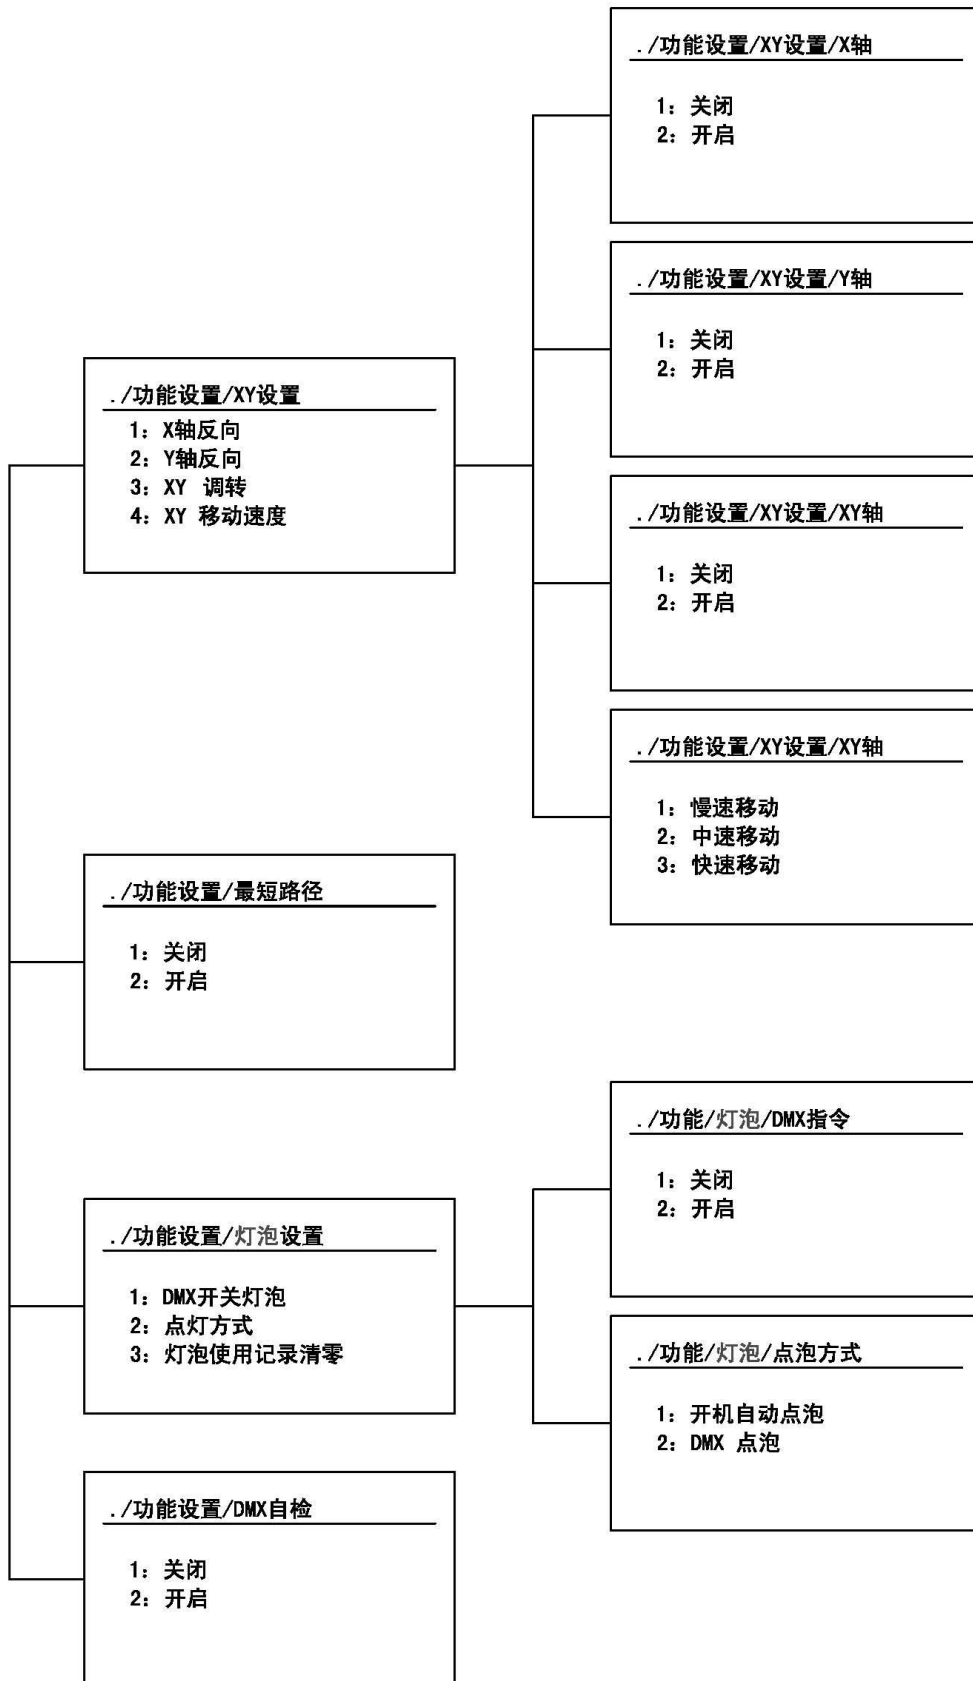 ./功能设置/XY设置/X轴
1: 关闭
2: 开启
./功能设置/XY设置/Y轴
1: 关闭
2: 开启
./功能设置/XY设置
1: X轴反向
2: Y轴反向
3: XY 调转
4: XY 移动速度
./功能设置/XY设置/XY轴
1: 关闭
2: 开启
./功能设置/XY设置/XY轴
1: 慢速移动
2: 中速移动
3: 快速移动
./功能设置/最短路径
1: 关闭
2: 开启
./功能/灯泡/DMX指令
1: 关闭
2: 开启
./功能设置/灯泡设置
1: DMX开关灯泡
2: 点灯方式
3: 灯泡使用记录清零
./功能/灯泡/点泡方式
1: 开机自动点泡
2: DMX 点泡
./功能设置/DMX自检
1: 关闭
2: 开启